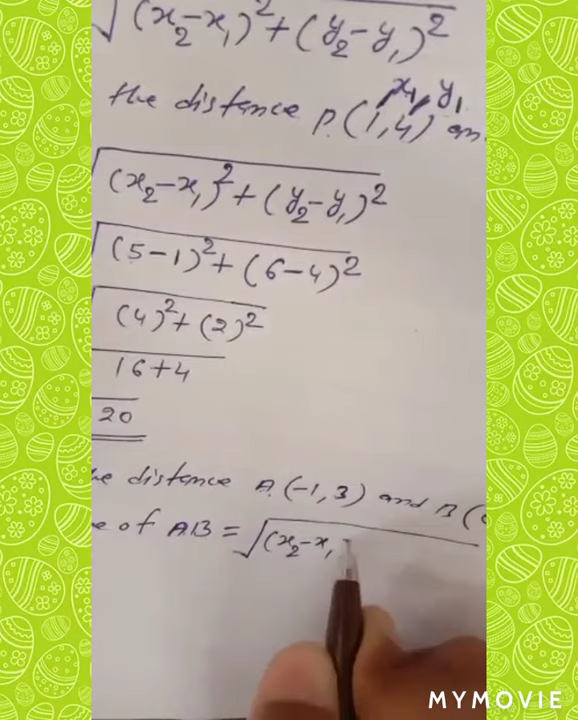 √(x₂-x₁)²+(y₂-y₁)²
x₁, y₁
the distance P(1,4) an
√(x₂-x₁)²+(y₂-y₁)²
√(5-1)²+(6-4)²
√(4)²+(2)²
16+4
20
e distance A(-1,3) and B(
e of AB = √(x₂-x₁
MYMOVIE